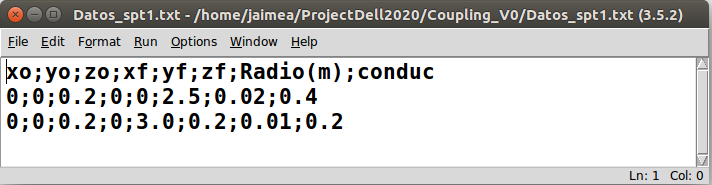 Datos_spt1.txt - /home/jaimea/ProjectDell2020/Coupling_V0/Datos_spt1.txt (3.5.2)
File Edit Format Run Options Window Help
xo;yo;zo;xf;yf;zf;Radio(m);conduc
0;0;0.2;0;0;2.5;0.02;0.4
0;0;0.2;0;3.0;0.2;0.01;0.2
Ln: 1 Col: 0